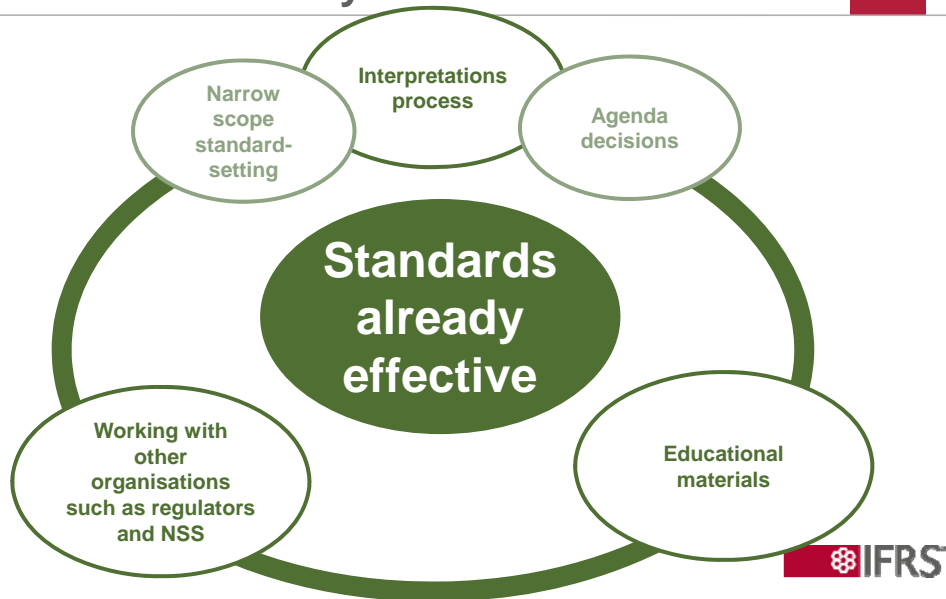 Interpretations
process
Narrow
scope
standard-
setting
Agenda
decisions
Standards
already
effective
Working with
other
organisations
such as regulators
and NSS
Educational
materials
IFRS